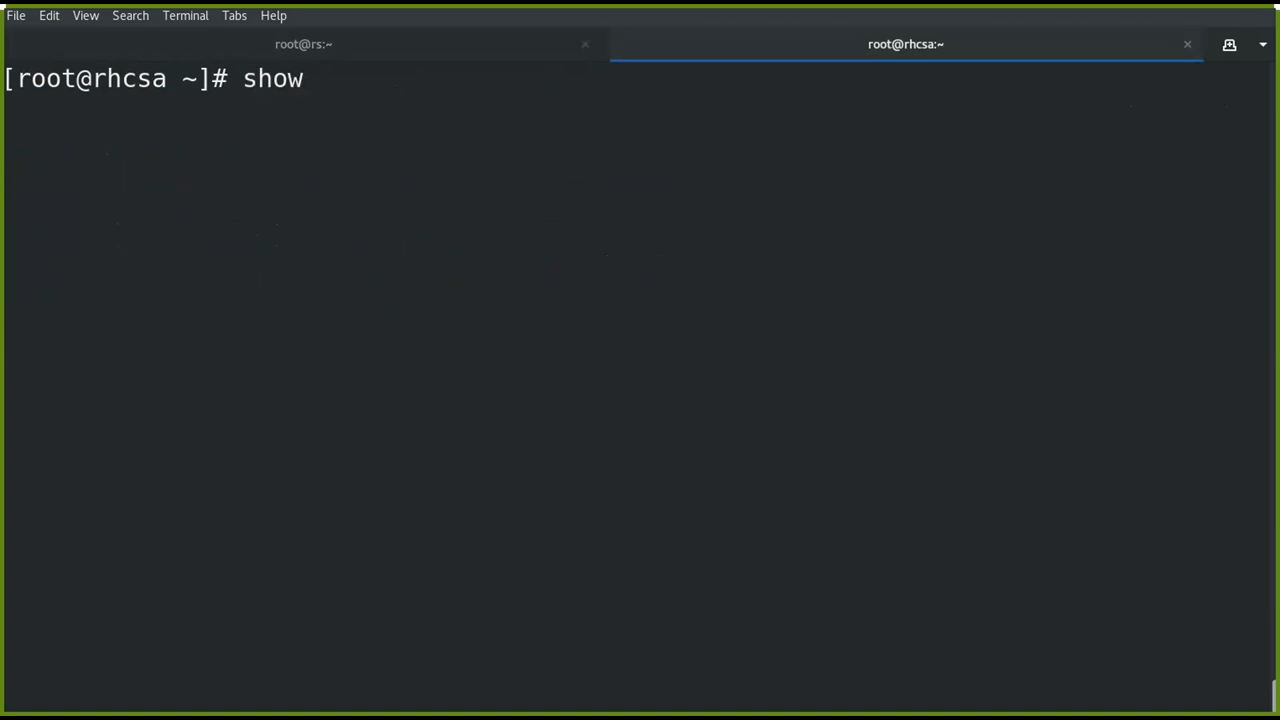 File Edit View Search Terminal Tabs Help
root@rs:~ × root@rhcsa:~ ×
[root@rhcsa ~]# show